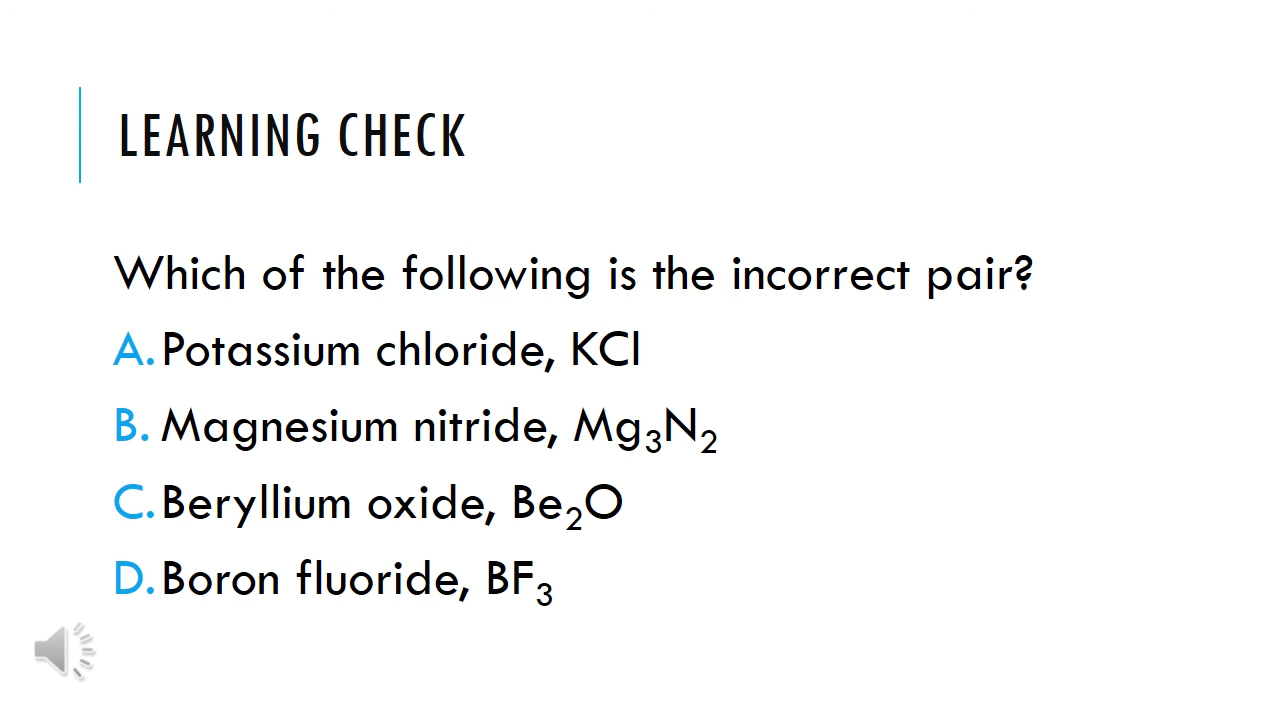 LEARNING CHECK
Which of the following is the incorrect pair?
A. Potassium chloride, KCl
B. Magnesium nitride, Mg₃N₂
C. Beryllium oxide, Be₂O
D. Boron fluoride, BF₃